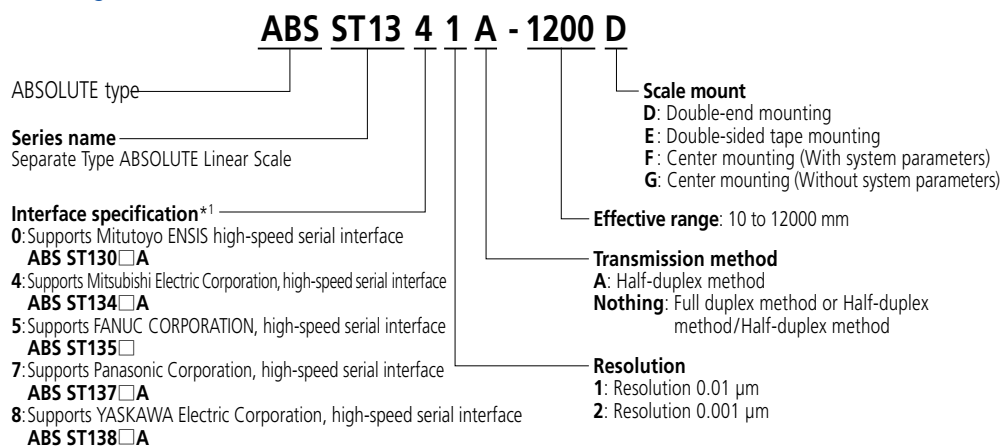 ABS ST13 4 1 A - 1200 D
ABSOLUTE type
Series name
Separate Type ABSOLUTE Linear Scale
Interface specification*1
0: Supports Mitutoyo ENSIS high-speed serial interface
ABS ST130□A
4: Supports Mitsubishi Electric Corporation, high-speed serial interface
ABS ST134□A
5: Supports FANUC CORPORATION, high-speed serial interface
ABS ST135□
7: Supports Panasonic Corporation, high-speed serial interface
ABS ST137□A
8: Supports YASKAWA Electric Corporation, high-speed serial interface
ABS ST138□A
Scale mount
D: Double-end mounting
E: Double-sided tape mounting
F: Center mounting (With system parameters)
G: Center mounting (Without system parameters)
Effective range: 10 to 12000 mm
Transmission method
A: Half-duplex method
Nothing: Full duplex method or Half-duplex
method/Half-duplex method
Resolution
1: Resolution 0.01 µm
2: Resolution 0.001 µm